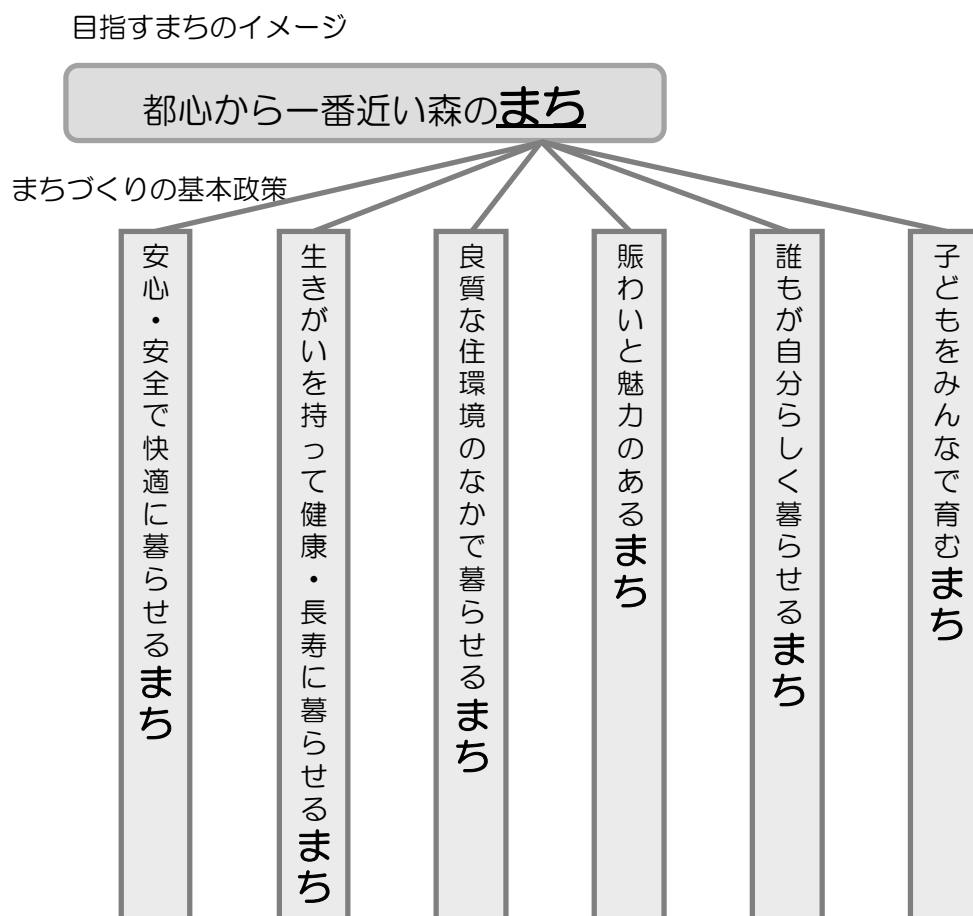 目指すまちのイメージ
都心から一番近い森のまち
まちづくりの基本政策
安心・安全で快適に暮らせるまち
生きがいを持って健康・長寿に暮らせるまち
良質な住環境のなかで暮らせるまち
賑わいと魅力のあるまち
誰もが自分らしく暮らせるまち
子どもをみんなで育むまち